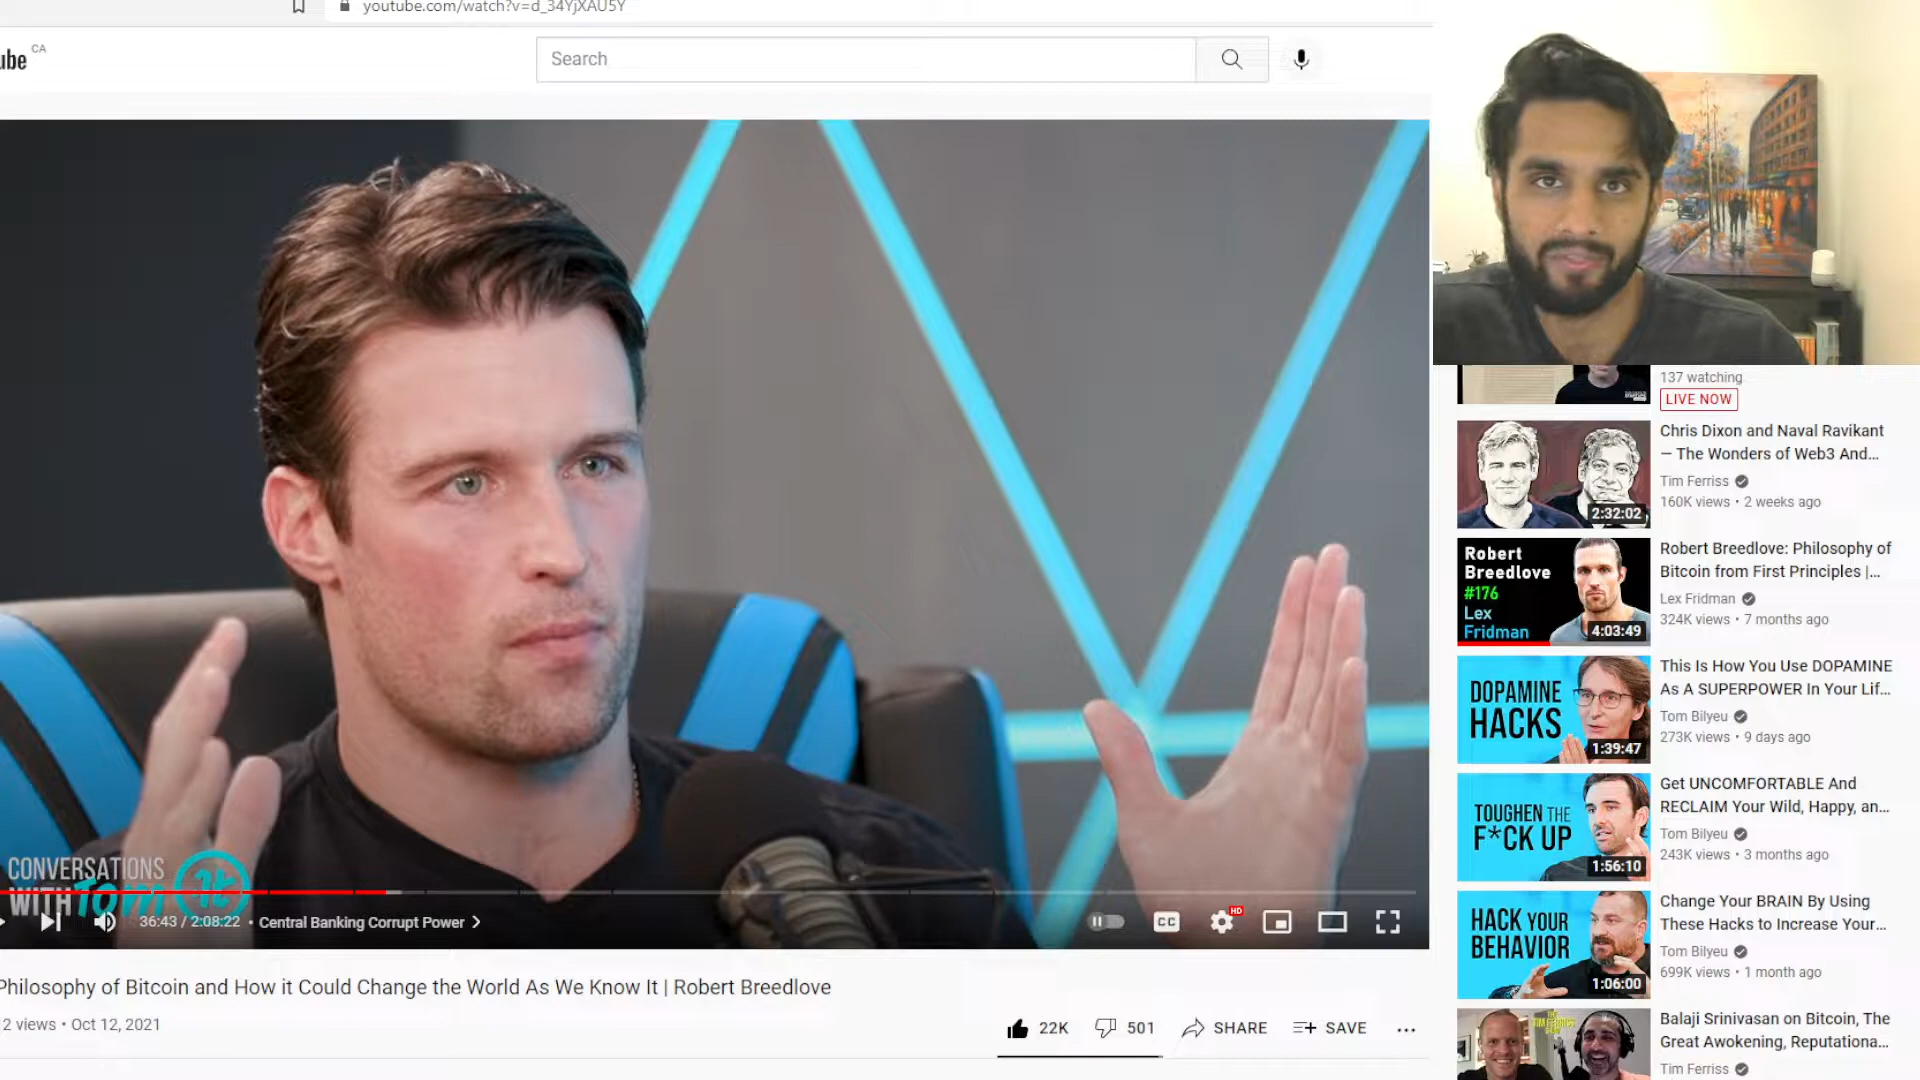 youtube.com/watch?v=d_34YjXAU5Y
ube CA
Search
CONVERSATIONS
WITH TOM
36:43 / 2:08:22 • Central Banking Corrupt Power
CC
HD
Philosophy of Bitcoin and How it Could Change the World As We Know It | Robert Breedlove
2 views • Oct 12, 2021
22K
501
SHARE
SAVE
137 watching
LIVE NOW
2:32:02
Chris Dixon and Naval Ravikant
— The Wonders of Web3 And...
Tim Ferriss
160K views • 2 weeks ago
Robert
Breedlove
#176
Lex
Fridman
4:03:49
Robert Breedlove: Philosophy of
Bitcoin from First Principles |...
Lex Fridman
324K views • 7 months ago
DOPAMINE
HACKS
1:39:47
This Is How You Use DOPAMINE
As A SUPERPOWER In Your Lif...
Tom Bilyeu
273K views • 9 days ago
TOUGHEN THE
F*CK UP
1:56:10
Get UNCOMFORTABLE And
RECLAIM Your Wild, Happy, an...
Tom Bilyeu
243K views • 3 months ago
HACK YOUR
BEHAVIOR
1:06:00
Change Your BRAIN By Using
These Hacks to Increase Your...
Tom Bilyeu
699K views • 1 month ago
Balaji Srinivasan on Bitcoin, The
Great Awokening, Reputationa...
Tim Ferriss